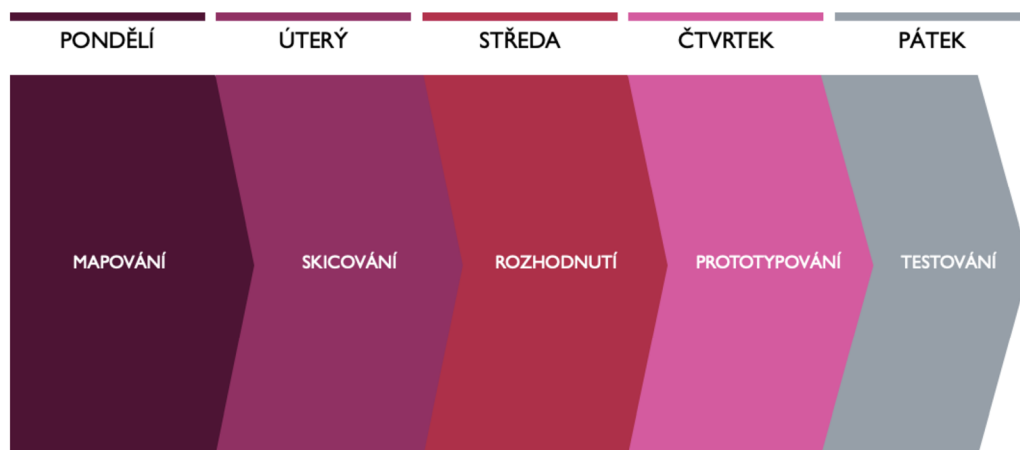 PONDĚLÍ
ÚTERÝ
STŘEDA
ČTVRTEK
PÁTEK
MAPOVÁNÍ
SKICOVÁNÍ
ROZHODNUTÍ
PROTOTYPOVÁNÍ
TESTOVÁNÍ